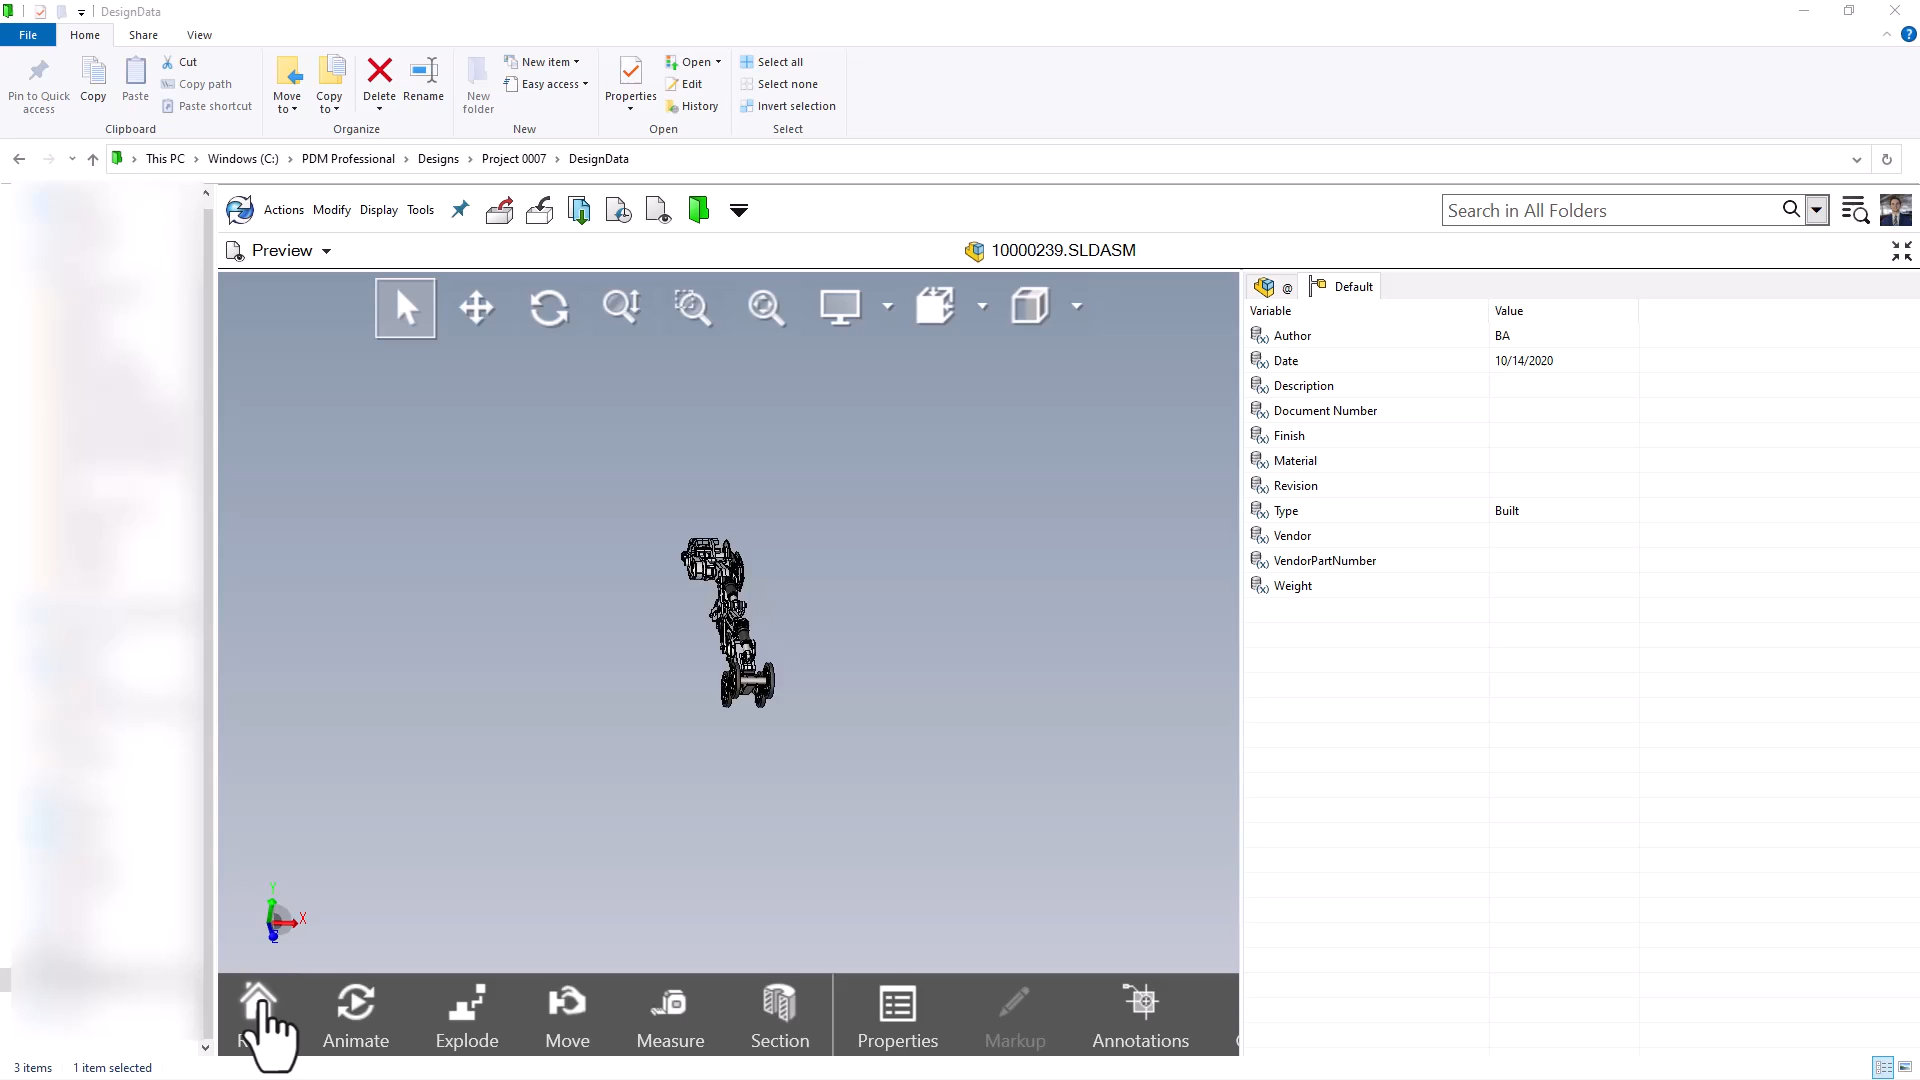 DesignData
File Home Share View
Pin to Quick access
Copy
Paste
Cut
Copy path
Paste shortcut
Clipboard
Move to
Copy to
Delete
Rename
Organize
New folder
New item
Easy access
New
Properties
Open
Edit
History
Open
Select all
Select none
Invert selection
Select
This PC > Windows (C:) > PDM Professional > Designs > Project 0007 > DesignData
Actions Modify Display Tools
Search in All Folders
Preview
10000239.SLDASM
@ Default
Variable Value
Author BA
Date 10/14/2020
Description
Document Number
Finish
Material
Revision
Type Built
Vendor
VendorPartNumber
Weight
Y
X
Z
Animate
Explode
Move
Measure
Section
Properties
Markup
Annotations
3 items 1 item selected